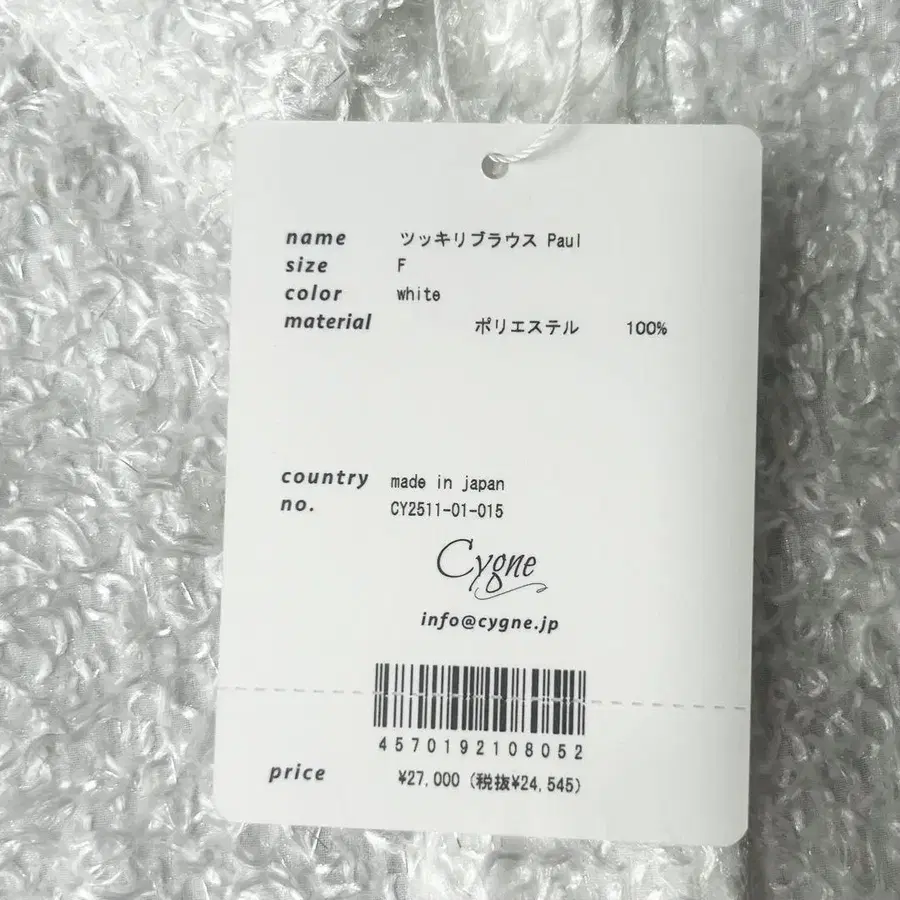 name ツッキリブラウス Paul
size F
color white
material ポリエステル 100%
country made in japan
no. CY2511-01-015
Cygne
info@cygne.jp
4570192108052
price ¥27,000 (税抜¥24,545)